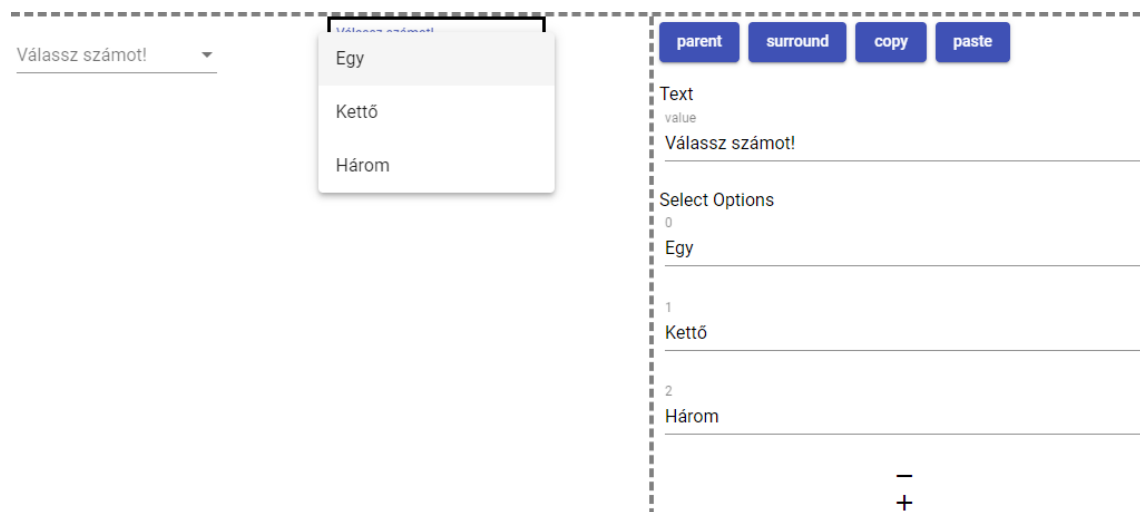 Válassz számot!
Válassz számot!
Egy
Kettő
Három
parent surround copy paste
Text
value
Válassz számot!
Select Options
0
Egy
1
Kettő
2
Három
−
+